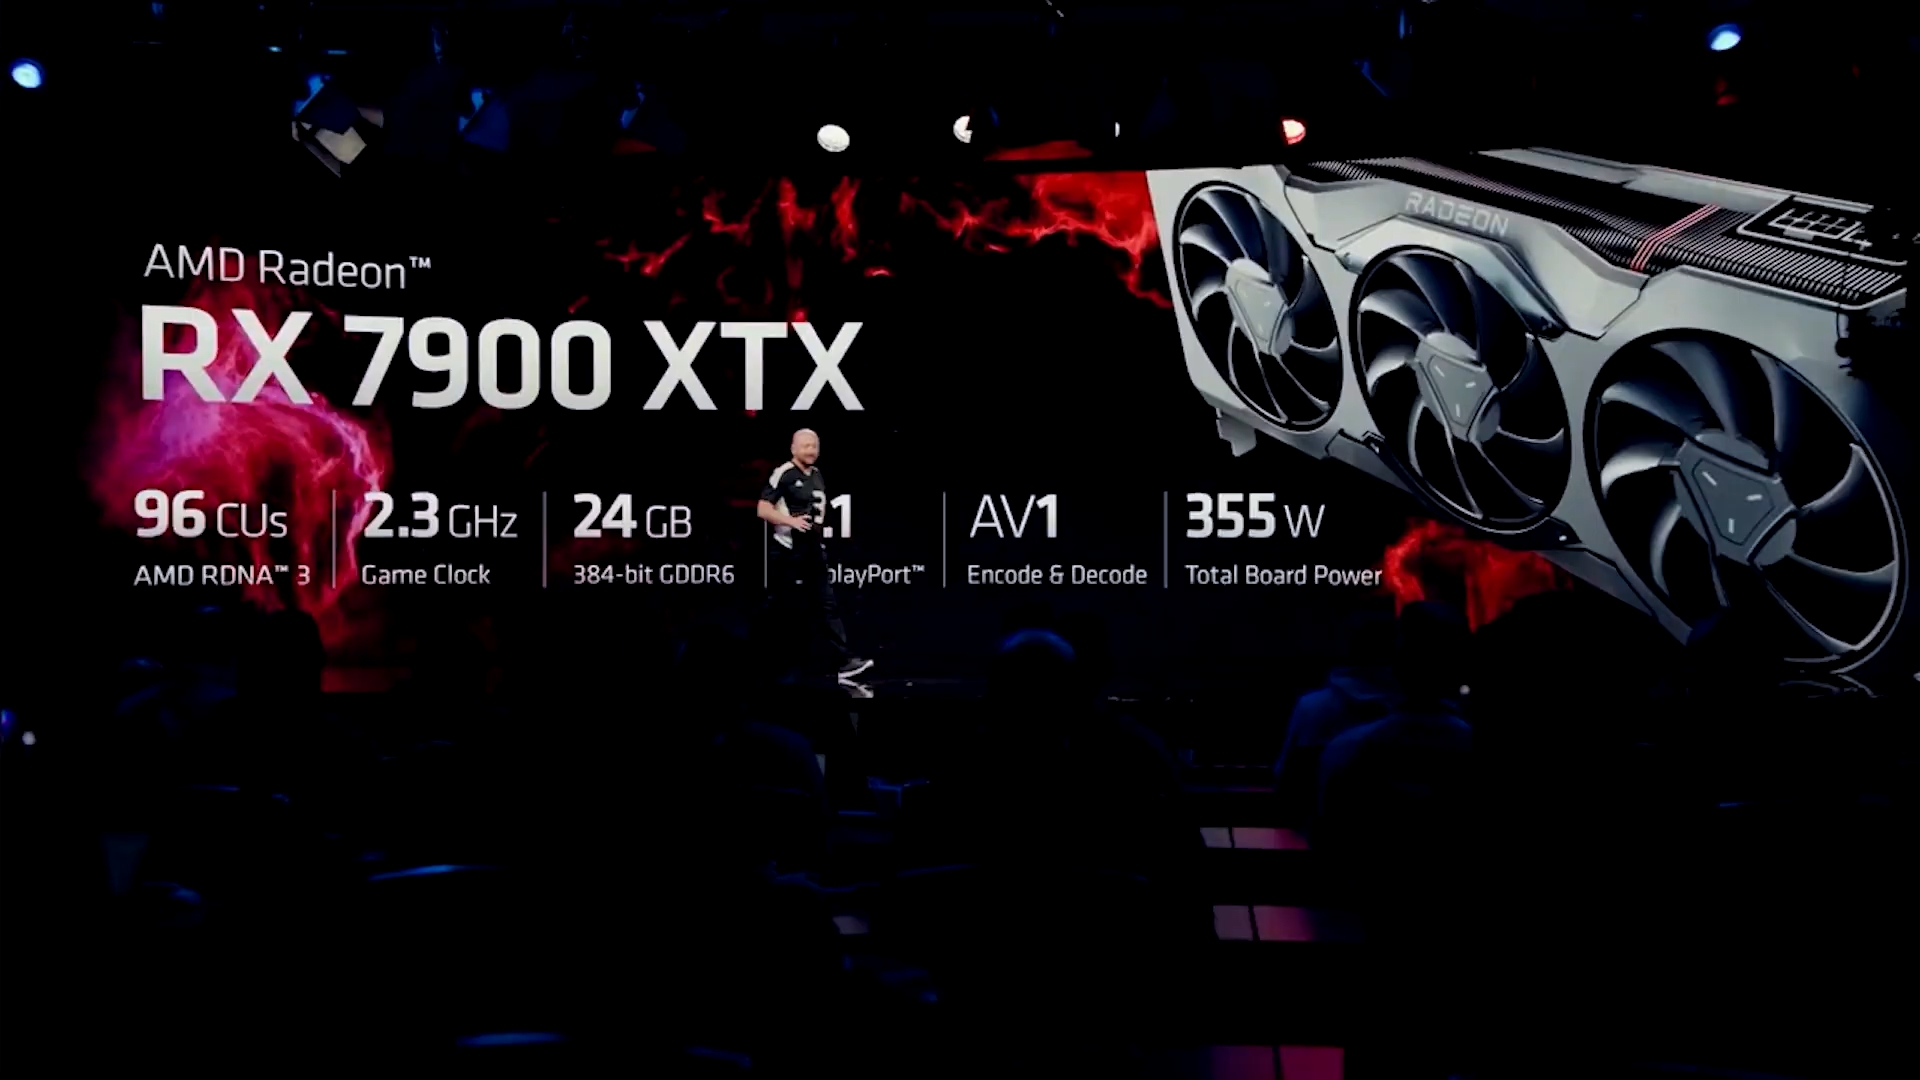 RADEON
AMD Radeon™
RX 7900 XTX
96 CUs
AMD RDNA™ 3
2.3 GHz
Game Clock
24 GB
384-bit GDDR6
.1
AV1
Encode & Decode
355 W
Total Board Power